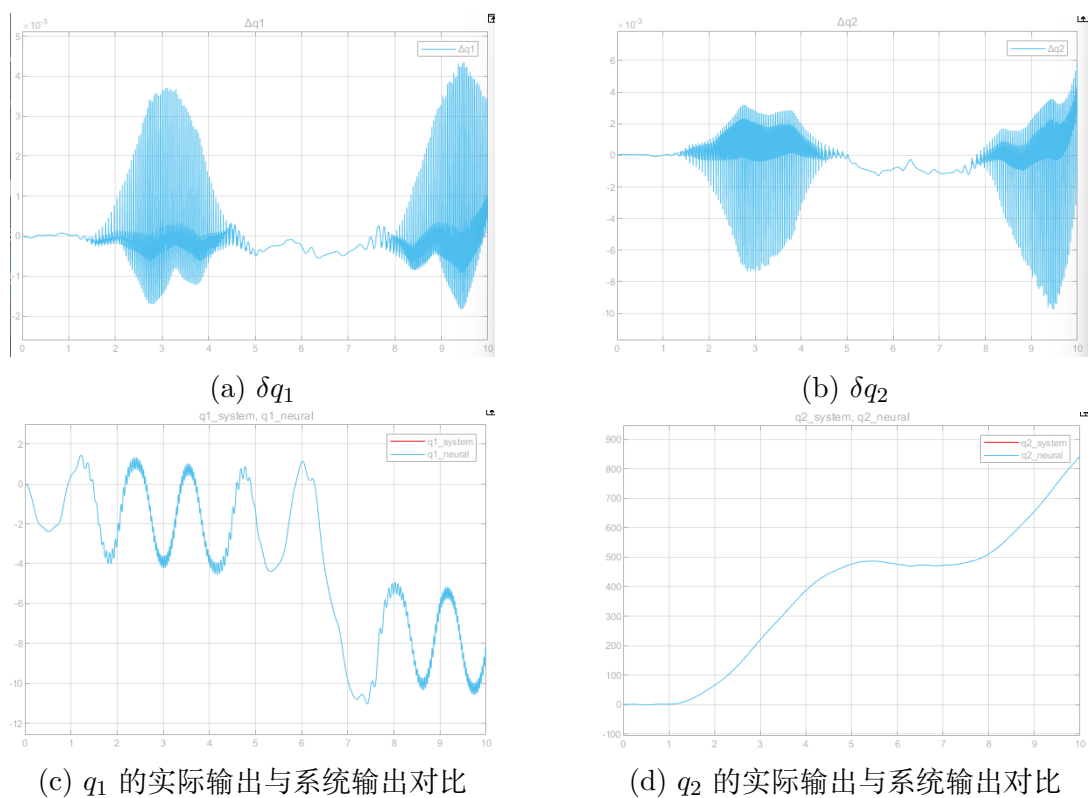 Δq1
×10⁻³
Δq1
5
4
3
2
1
0
-1
-2
0 1 2 3 4 5 6 7 8 9 10
(a) δq₁
Δq2
×10⁻³
Δq2
6
4
2
0
-2
-4
-6
-8
-10
0 1 2 3 4 5 6 7 8 9 10
(b) δq₂
q1_system, q1_neural
q1_system
q1_neural
2
0
-2
-4
-6
-8
-10
-12
0 1 2 3 4 5 6 7 8 9 10
(c) q₁ 的实际输出与系统输出对比
q2_system, q2_neural
q2_system
q2_neural
900
800
700
600
500
400
300
200
100
0
-100
0 1 2 3 4 5 6 7 8 9 10
(d) q₂ 的实际输出与系统输出对比